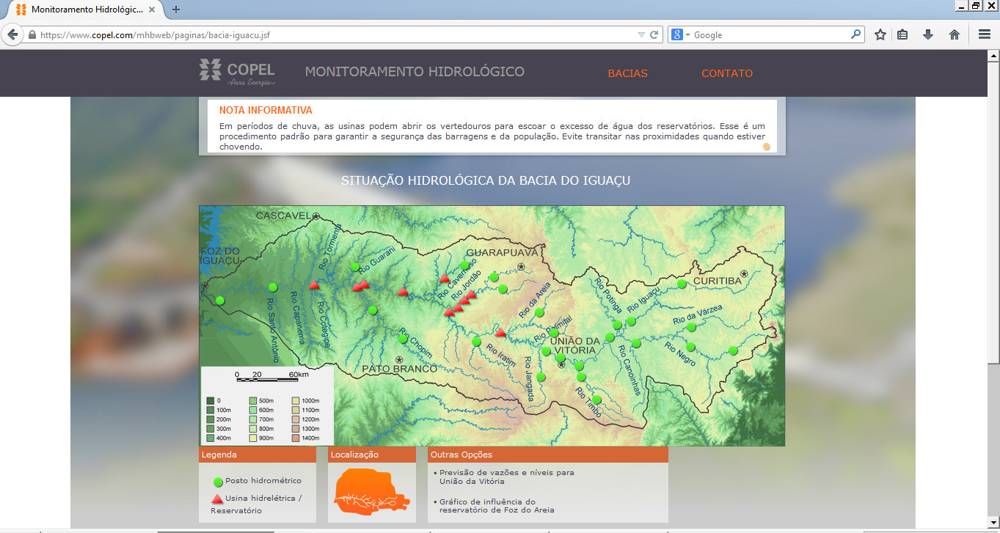 Monitoramento Hidrológic...
https://www.copel.com/mhbweb/paginas/bacia-iguacu.jsf
Google
COPEL
Pura Energia
MONITORAMENTO HIDROLÓGICO
BACIAS
CONTATO
NOTA INFORMATIVA
Em períodos de chuva, as usinas podem abrir os vertedouros para escoar o excesso de água dos reservatórios. Esse é um
procedimento padrão para garantir a segurança das barragens e da população. Evite transitar nas proximidades quando estiver
chovendo.
SITUAÇÃO HIDROLÓGICA DA BACIA DO IGUAÇU
CASCAVEL
FOZ DO
IGUAÇU
Rio Tormenta
Rio Guarani
GUARAPUAVA
Rio Cavernoso
Rio Jordão
CURITIBA
Rio Potinga
Rio Iguaçu
Rio da Areia
Rio da Várzea
Rio Santo Antônio
Rio Capanema
Rio Cotegipe
Rio Palmital
UNIÃO DA
VITÓRIA
Rio Chopim
Rio Iratim
Rio Negro
Rio Canoinhas
PATO BRANCO
Rio Jangada
Rio Timbó
0 20 60km
0 500m 1000m
100m 600m 1100m
200m 700m 1200m
300m 800m 1300m
400m 900m 1400m
Legenda
Posto hidrométrico
Usina hidrelétrica /
Reservatório
Localização
Outras Opções
• Previsão de vazões e níveis para
União da Vitória
• Gráfico de influência do
reservatório de Foz do Areia